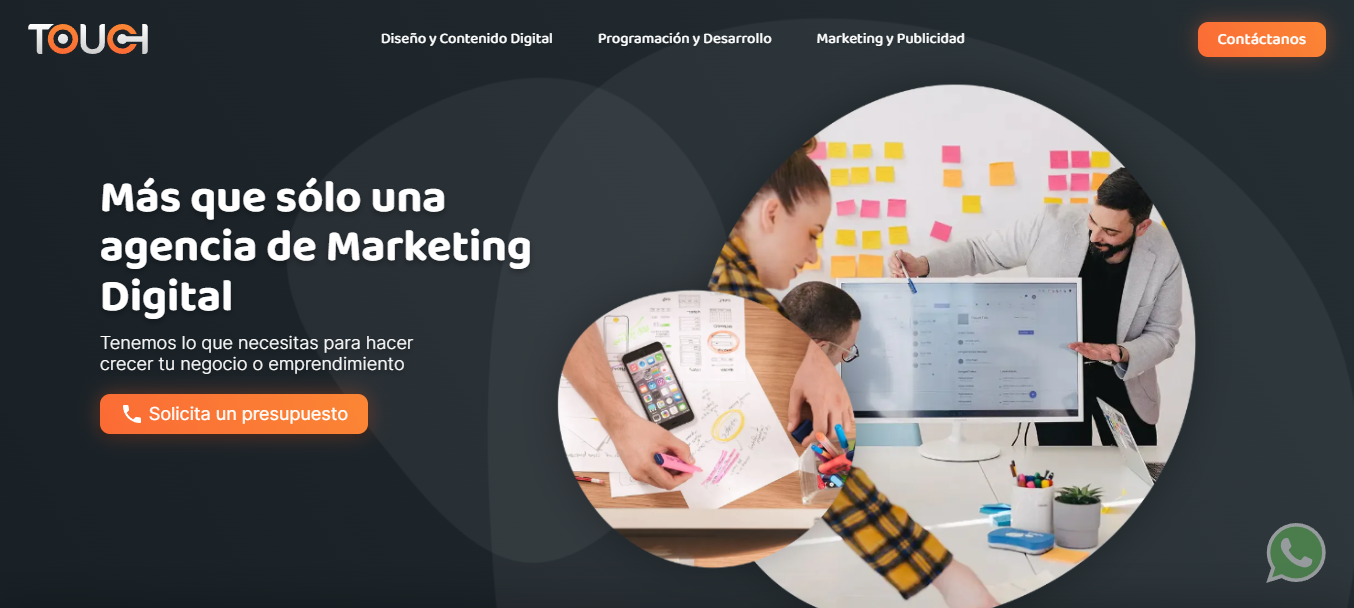 TOUCH
Diseño y Contenido Digital
Programación y Desarrollo
Marketing y Publicidad
Contáctanos
Más que sólo una
agencia de Marketing
Digital
Tenemos lo que necesitas para hacer
crecer tu negocio o emprendimiento
Solicita un presupuesto